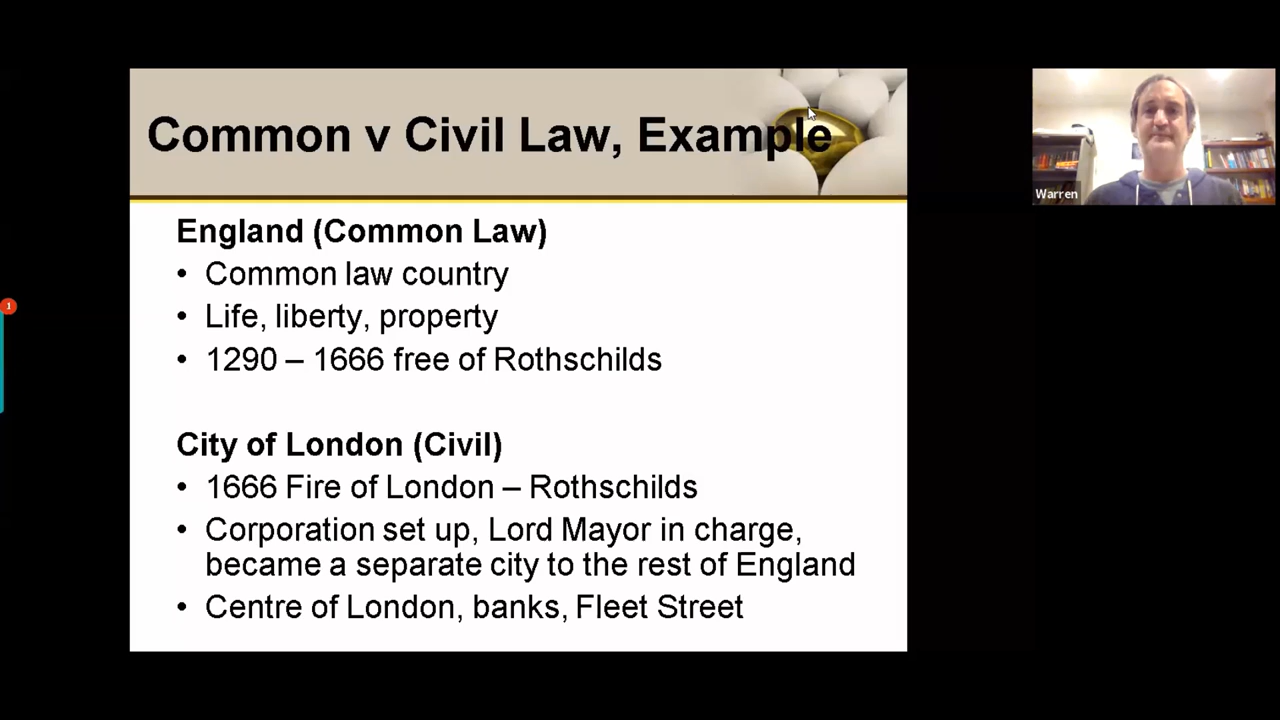 Common v Civil Law, Example
Warren
England (Common Law)
• Common law country
• Life, liberty, property
• 1290 – 1666 free of Rothschilds
1
City of London (Civil)
• 1666 Fire of London – Rothschilds
• Corporation set up, Lord Mayor in charge,
became a separate city to the rest of England
• Centre of London, banks, Fleet Street